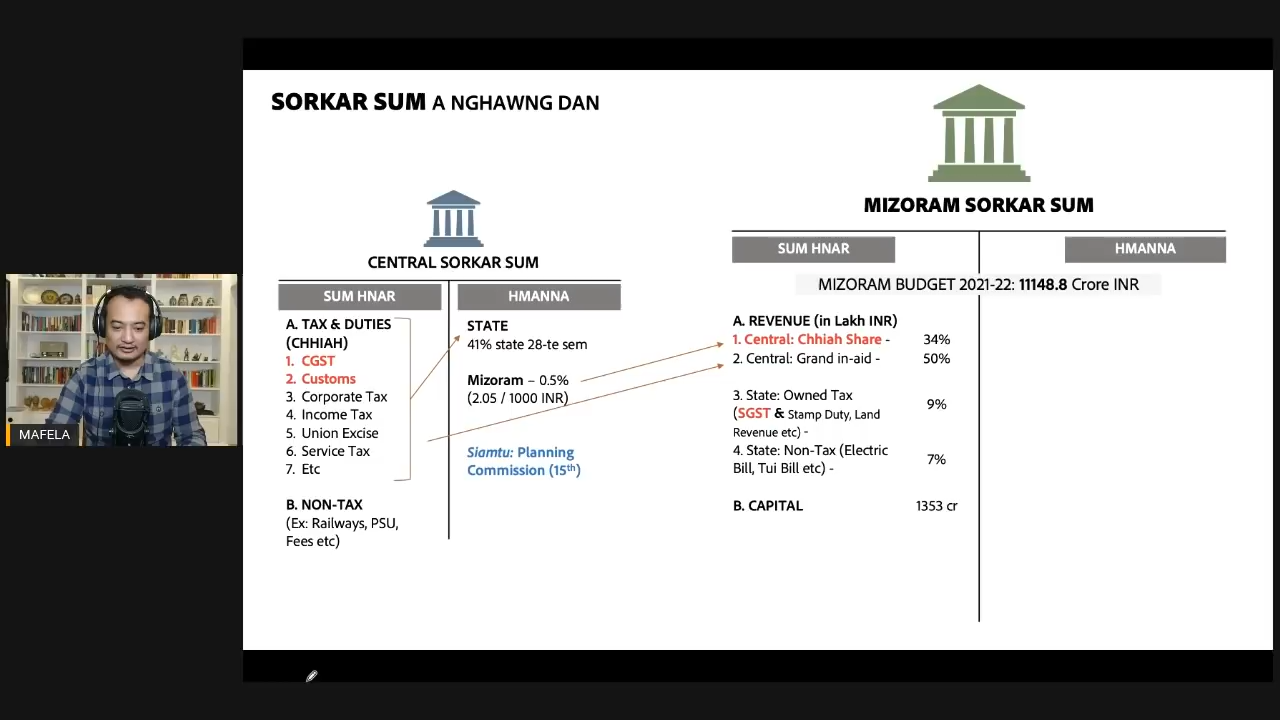 SORKAR SUM A NGHAWNG DAN
CENTRAL SORKAR SUM
SUM HNAR
HMANNA
A. TAX & DUTIES
(CHHIAH)
1. CGST
2. Customs
3. Corporate Tax
4. Income Tax
5. Union Excise
6. Service Tax
7. Etc
B. NON-TAX
(Ex: Railways, PSU,
Fees etc)
STATE
41% state 28-te sem
Mizoram – 0.5%
(2.05 / 1000 INR)
Siamtu: Planning
Commission (15th)
MIZORAM SORKAR SUM
SUM HNAR
HMANNA
MIZORAM BUDGET 2021-22: 11148.8 Crore INR
A. REVENUE (in Lakh INR)
1. Central: Chhiah Share - 34%
2. Central: Grand in-aid - 50%
3. State: Owned Tax
(SGST & Stamp Duty, Land
Revenue etc) - 9%
4. State: Non-Tax (Electric
Bill, Tui Bill etc) - 7%
B. CAPITAL 1353 cr
MAFELA